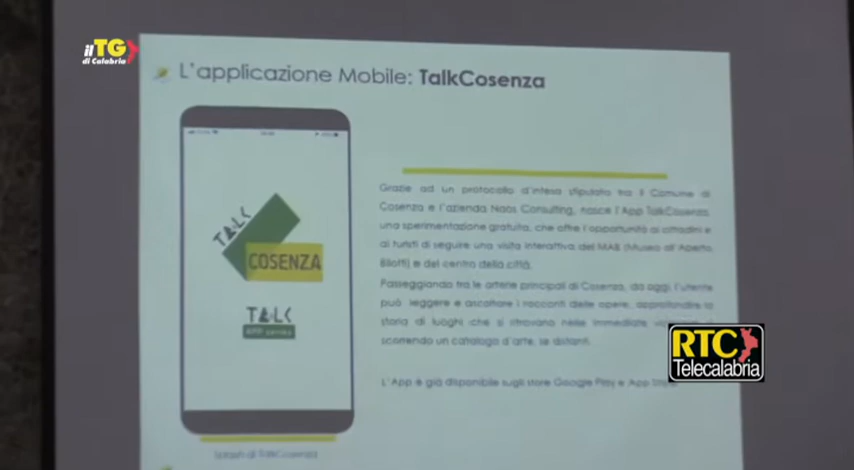 il TG
di Calabria
L'applicazione Mobile: TalkCosenza
TALK
COSENZA
TALK
Grazie ad un protocollo d'intesa stipulato tra il Comune di
Cosenza e l'azienda Naos Consulting, nasce l'App TalkCosenza,
una sperimentazione gratuita, che offre l'opportunità ai cittadini e
ai turisti di seguire una visita interattiva del MAB (Museo all'Aperto
Bilotti) e del centro della città.
Passeggiando tra le arterie principali di Cosenza, da oggi l'utente
può leggere e ascoltare i racconti delle opere, approfondire la
storia di luoghi che si ritrovano nelle immediate
scorrendo un catalogo d'arte, se distanti.
L'App è già disponibile sugli store Google Play e App
RTC
Telecalabria
Splash di TalkCosenza